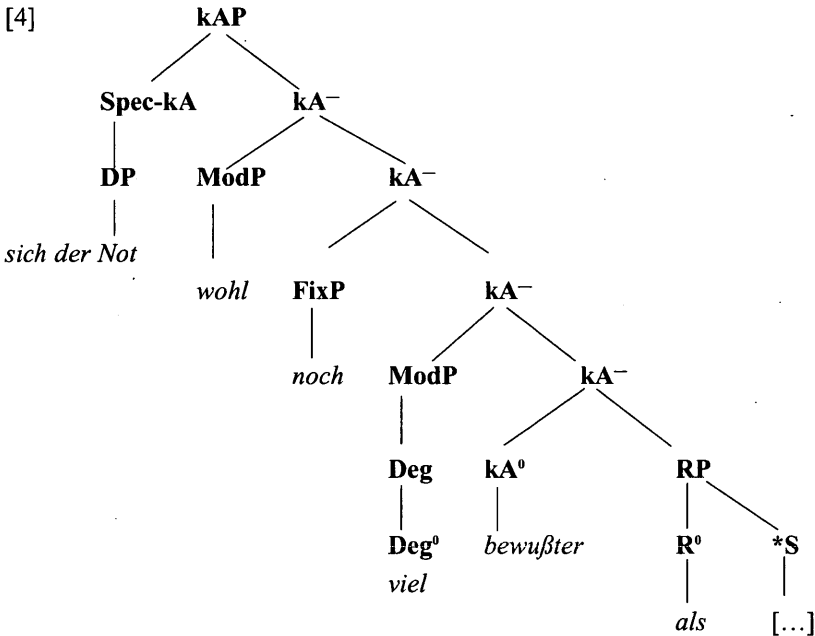 [4] kAP
Spec-kA kA—
DP ModP kA—
sich der Not
wohl FixP kA—
noch ModP kA—
Deg kA⁰ RP
Deg⁰ bewußter R⁰ *S
viel
als [...]